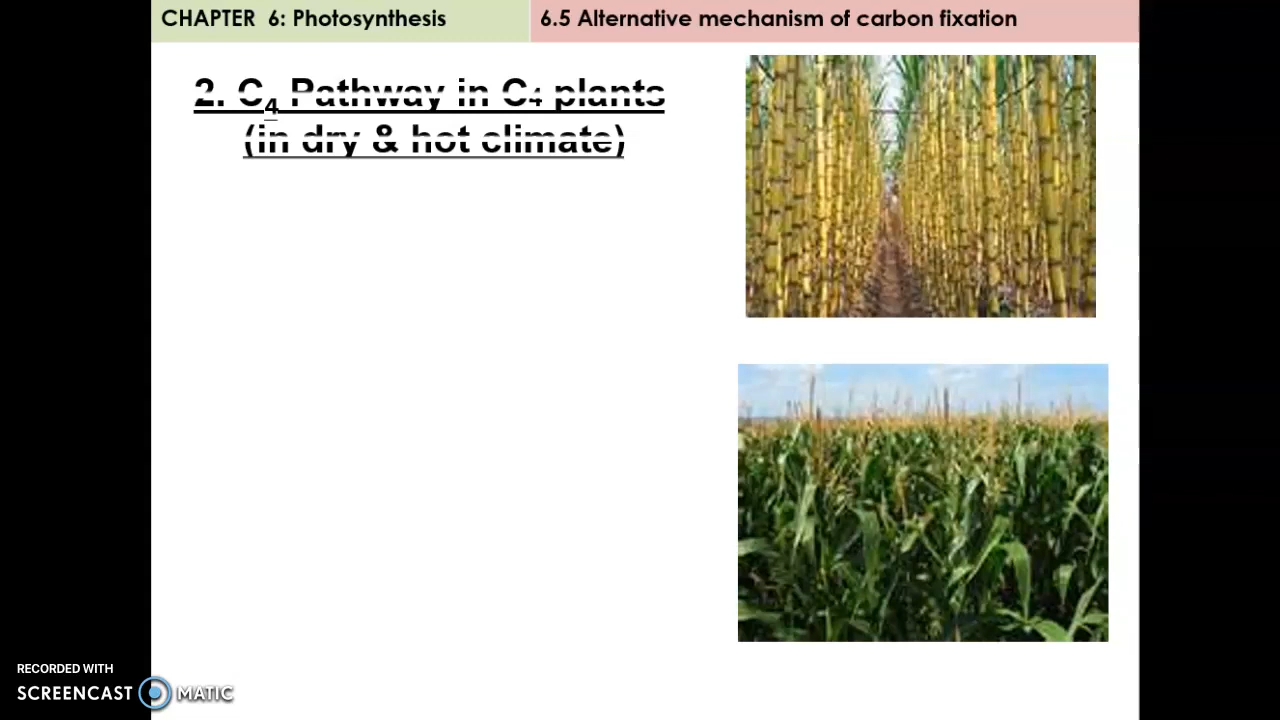 CHAPTER 6: Photosynthesis
6.5 Alternative mechanism of carbon fixation
2. C4 Pathway in C4 plants
(in dry & hot climate)
RECORDED WITH
SCREENCAST MATIC